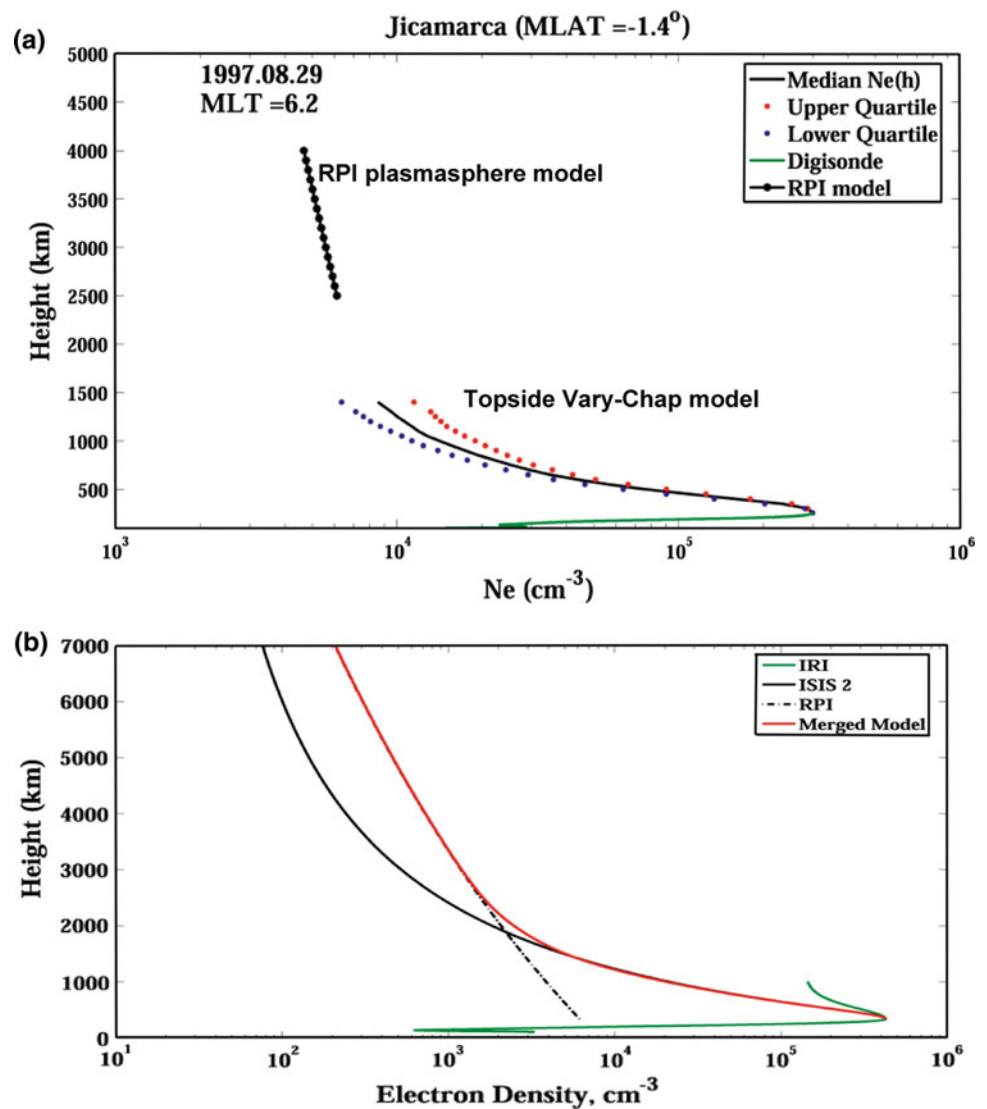 (a)
Jicamarca (MLAT =-1.4°)
5000
4500
4000
3500
3000
2500
2000
1500
1000
500
Height (km)
1997.08.29
MLT =6.2
Median Ne(h)
Upper Quartile
Lower Quartile
Digisonde
RPI model
RPI plasmasphere model
Topside Vary-Chap model
10³
10⁴
10⁵
10⁶
Ne (cm⁻³)
(b)
7000
6000
5000
4000
3000
2000
1000
0
Height (km)
IRI
ISIS 2
RPI
Merged Model
10¹
10²
10³
10⁴
10⁵
10⁶
Electron Density, cm⁻³